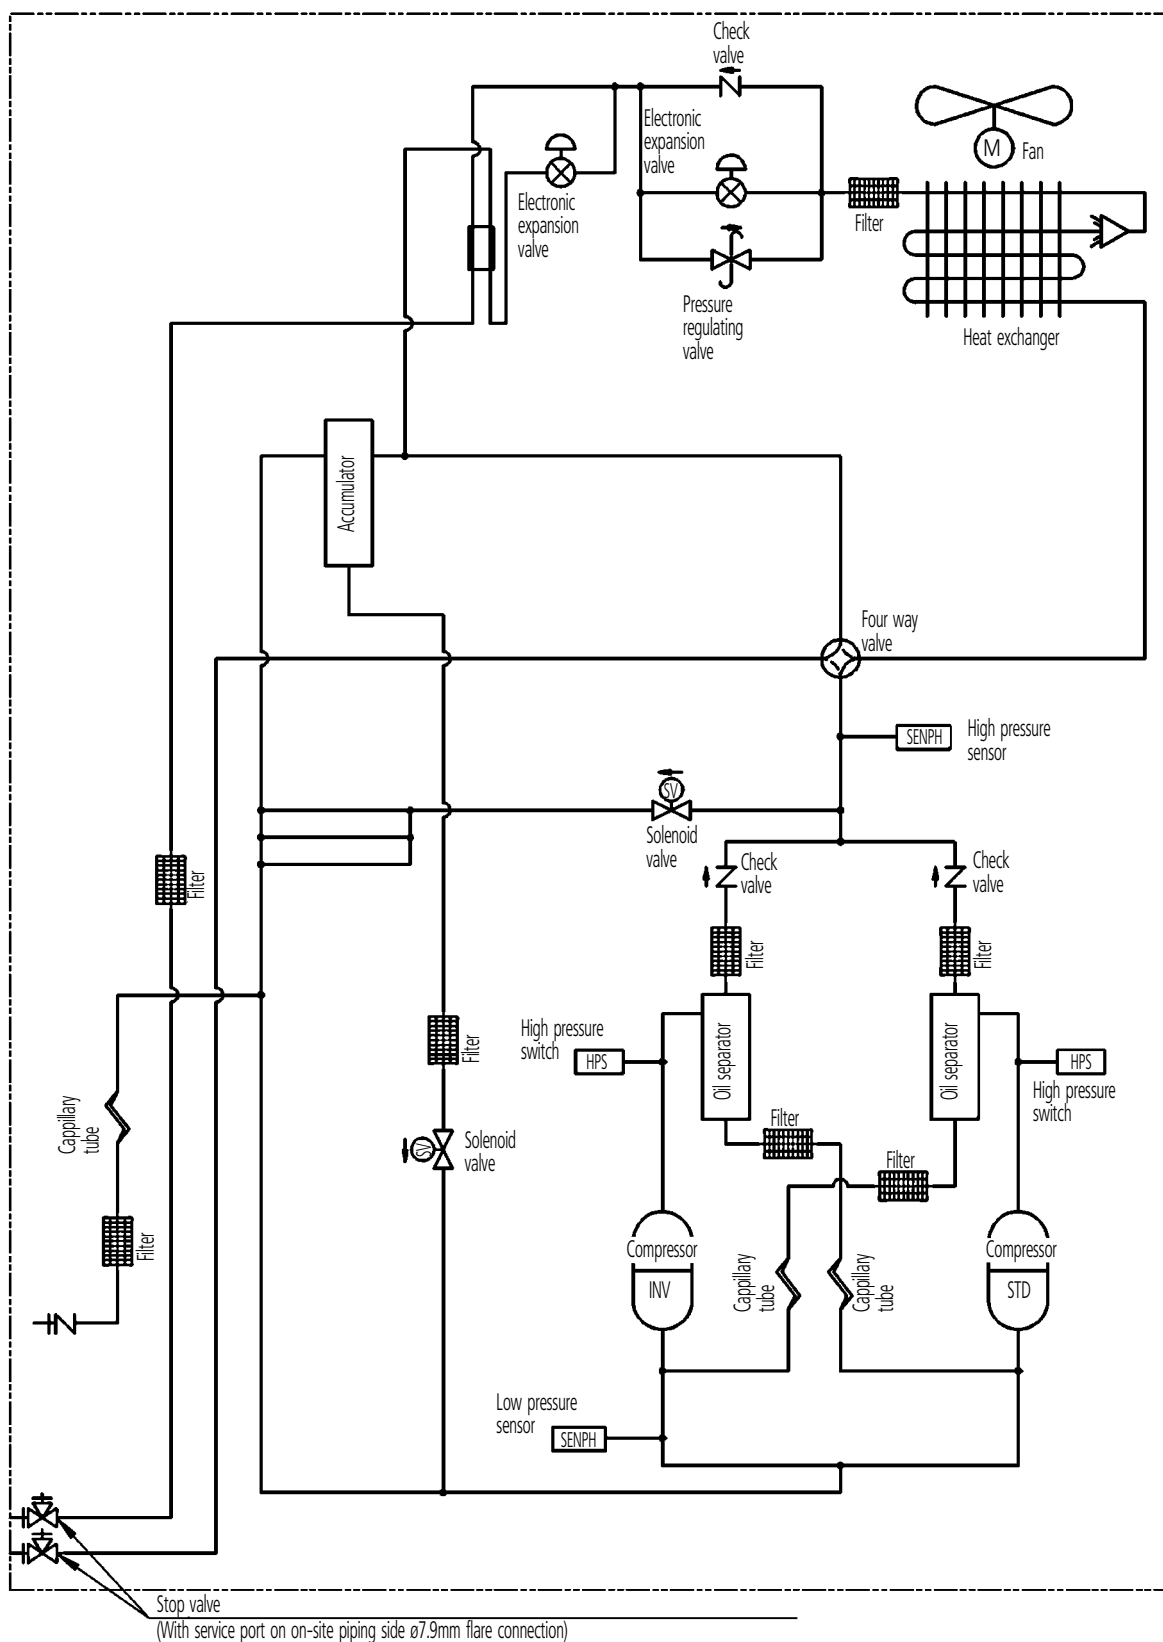 Check
valve
Electronic
expansion
valve
M
Fan
Electronic
expansion
valve
Filter
Pressure
regulating
valve
Heat exchanger
Accumulator
Four way
valve
SENPH
High pressure
sensor
SV
Solenoid
valve
Check
valve
Check
valve
Filter
Filter
Filter
High pressure
switch
HPS
Oil separator
Oil separator
HPS
High pressure
switch
Filter
Cappillary
tube
SV
Solenoid
valve
Filter
Filter
Filter
Compressor
INV
Cappillary
tube
Cappillary
tube
Compressor
STD
Low pressure
sensor
SENPH
Stop valve
(With service port on on-site piping side ø7.9mm flare connection)